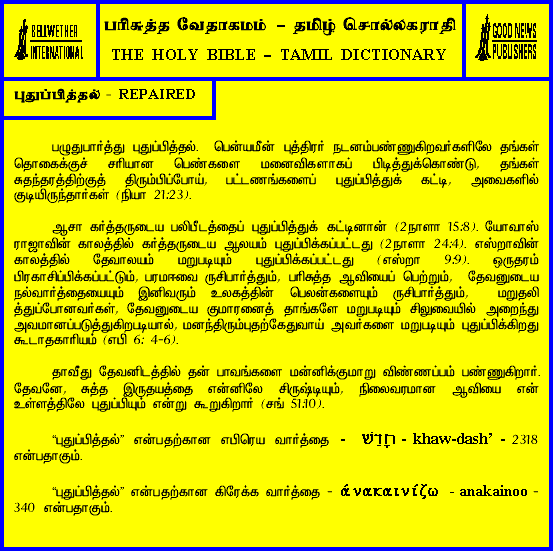 BELLWETHER
INTERNATIONAL
பரிசுத்த வேதாகமம் – தமிழ் சொல்லகராதி
THE HOLY BIBLE – TAMIL DICTIONARY
GOOD NEWS
PUBLISHERS
புதுப்பித்தல் - REPAIRED
பழுதுபார்த்து புதுப்பித்தல். பென்யமீன் புத்திரர் நடனம்பண்ணுகிறவர்களிலே தங்கள்
தொகைக்குச் சரியான பெண்களை மனைவிகளாகப் பிடித்துக்கொண்டு, தங்கள்
சுதந்தரத்திற்குத் திரும்பிப்போய், பட்டணங்களைப் புதுப்பித்துக் கட்டி, அவைகளில்
குடியிருந்தார்கள் (நியா 21:23).
ஆசா கர்த்தருடைய பலிபீடத்தைப் புதுப்பித்துக் கட்டினான் (2நாளா 15:8). யோவாஸ்
ராஜாவின் காலத்தில் கர்த்தருடைய ஆலயம் புதுப்பிக்கப்பட்டது (2நாளா 24:4). எஸ்றாவின்
காலத்தில் தேவாலயம் மறுபடியும் புதுப்பிக்கப்பட்டது (எஸ்றா 9:9). ஒருதரம்
பிரகாசிப்பிக்கப்பட்டும், பரமஈவை ருசிபார்த்தும், பரிசுத்த ஆவியைப் பெற்றும், தேவனுடைய
நல்வார்த்தையையும் இனிவரும் உலகத்தின் பெலன்களையும் ருசிபார்த்தும், மறுதலி
த்துப்போனவர்கள், தேவனுடைய குமாரனைத் தாங்களே மறுபடியும் சிலுவையில் அறைந்து
அவமானப்படுத்துகிறபடியால், மனந்திரும்புதற்கேதுவாய் அவர்களை மறுபடியும் புதுப்பிக்கிறது
கூடாதகாரியம் (எபி 6: 4-6).
தாவீது தேவனிடத்தில் தன் பாவங்களை மன்னிக்குமாறு விண்ணப்பம் பண்ணுகிறார்.
தேவனே, சுத்த இருதயத்தை என்னிலே சிருஷ்டியும், நிலைவரமான ஆவியை என்
உள்ளத்திலே புதுப்பியும் என்று கூறுகிறார் (சங் 51:10).
“புதுப்பித்தல்” என்பதற்கான எபிரெய வார்த்தை - חָדַשׁ - khaw-dash’ - 2318
என்பதாகும்.
“புதுப்பித்தல்” என்பதற்கான கிரேக்க வார்த்தை - ἀνακαινίζω - anakainoo -
340 என்பதாகும்.